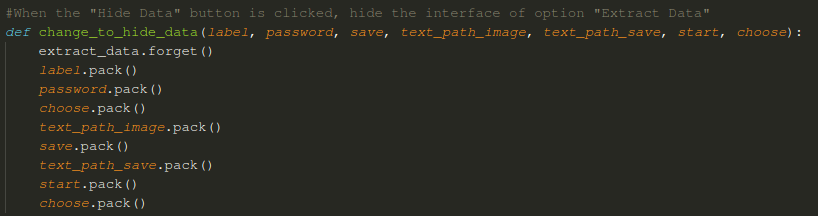 #When the "Hide Data" button is clicked, hide the interface of option "Extract Data"
def change_to_hide_data(label, password, save, text_path_image, text_path_save, start, choose):
    extract_data.forget()
    label.pack()
    password.pack()
    choose.pack()
    text_path_image.pack()
    save.pack()
    text_path_save.pack()
    start.pack()
    choose.pack()